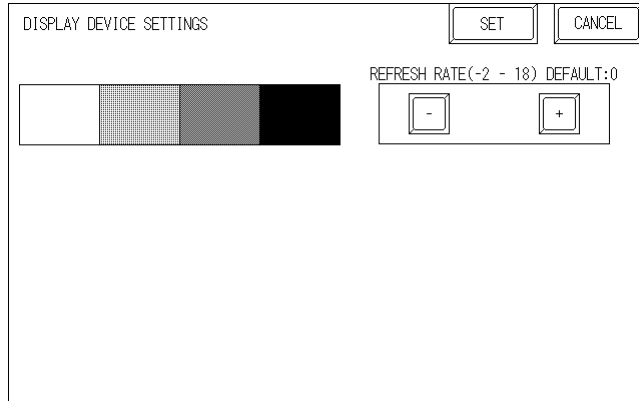 DISPLAY DEVICE SETTINGS
SET
CANCEL
REFRESH RATE(-2 - 18) DEFAULT:0
-
+